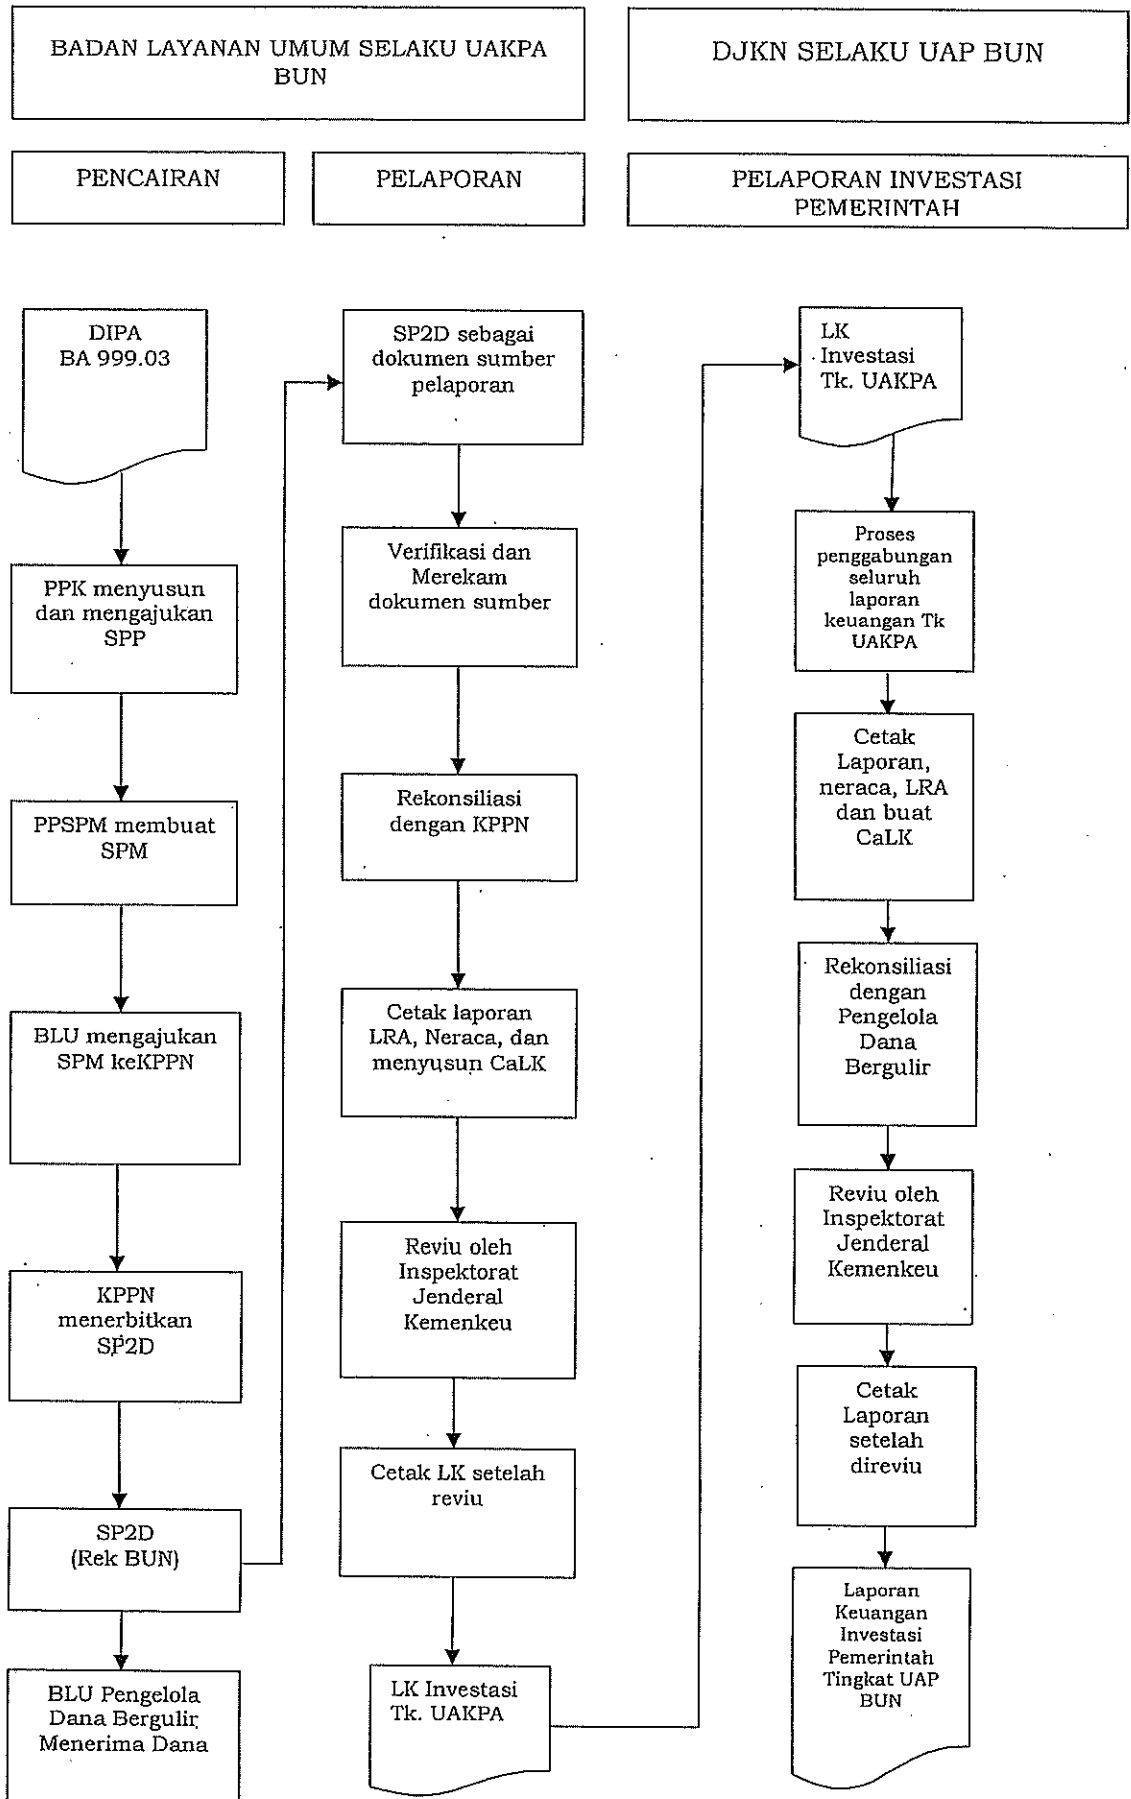 BADAN LAYANAN UMUM SELAKU UAKPA
BUN
DJKN SELAKU UAP BUN
PENCAIRAN
PELAPORAN
PELAPORAN INVESTASI
PEMERINTAH
DIPA
BA 999.03
PPK menyusun
dan mengajukan
SPP
PPSPM membuat
SPM
BLU mengajukan
SPM keKPPN
KPPN
menerbitkan
SP2D
SP2D
(Rek BUN)
BLU Pengelola
Dana Bergulir
Menerima Dana
SP2D sebagai
dokumen sumber
pelaporan
Verifikasi dan
Merekam
dokumen sumber
Rekonsiliasi
dengan KPPN
Cetak laporan
LRA, Neraca, dan
menyusun CaLK
Reviu oleh
Inspektorat
Jenderal
Kemenkeu
Cetak LK setelah
reviu
LK Investasi
Tk. UAKPA
LK
Investasi
Tk. UAKPA
Proses
penggabungan
seluruh
laporan
keuangan Tk
UAKPA
Cetak
Laporan,
neraca, LRA
dan buat
CaLK
Rekonsiliasi
dengan
Pengelola
Dana
Bergulir
Reviu oleh
Inspektorat
Jenderal
Kemenkeu
Cetak
Laporan
setelah
direviu
Laporan
Keuangan
Investasi
Pemerintah
Tingkat UAP
BUN